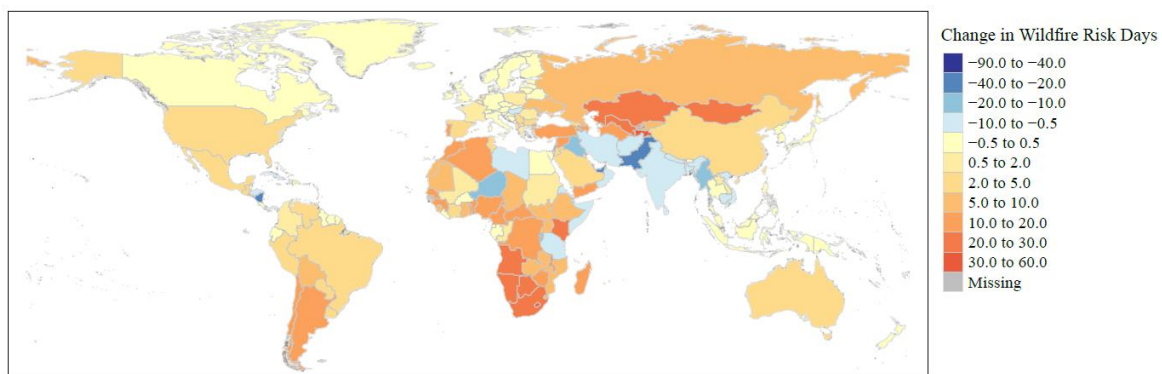 Change in Wildfire Risk Days
−90.0 to −40.0
−40.0 to −20.0
−20.0 to −10.0
−10.0 to −0.5
−0.5 to 0.5
0.5 to 2.0
2.0 to 5.0
5.0 to 10.0
10.0 to 20.0
20.0 to 30.0
30.0 to 60.0
Missing